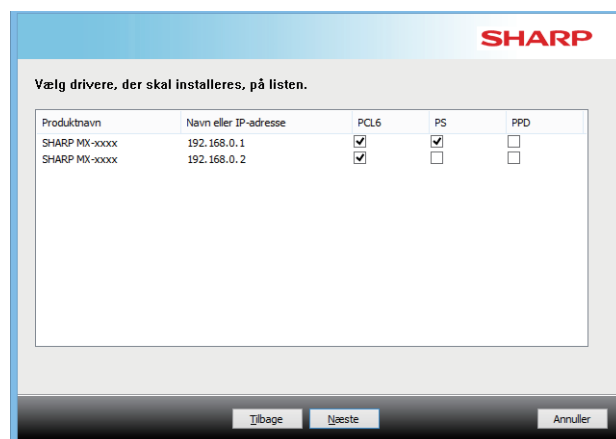 SHARP
Vælg drivere, der skal installeres, på listen.
Produktnavn Navn eller IP-adresse PCL6 PS PPD
SHARP MX-xxxx 192.168.0.1
SHARP MX-xxxx 192.168.0.2
Tilbage Næste Annuller